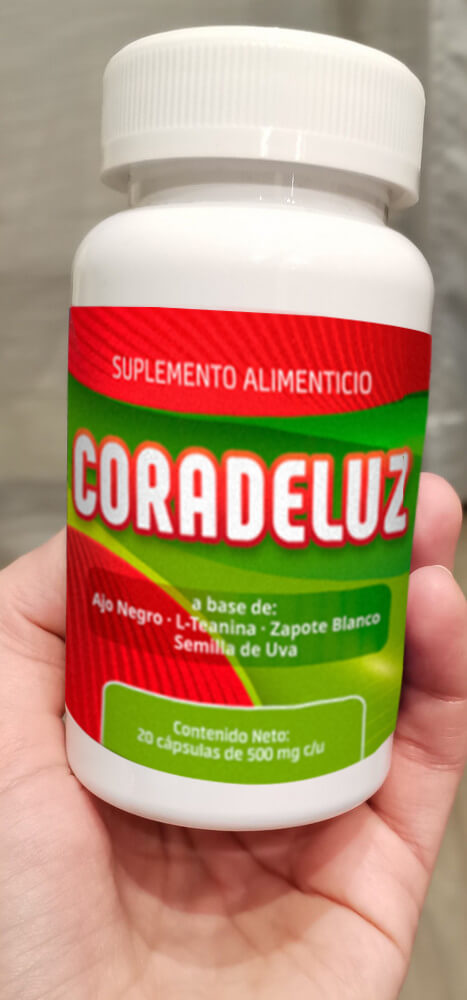 SUPLEMENTO ALIMENTICIO
CORADELUZ
a base de:
Ajo Negro · L-Teanina · Zapote Blanco
Semilla de Uva
Contenido Neto:
20 cápsulas de 500 mg c/u